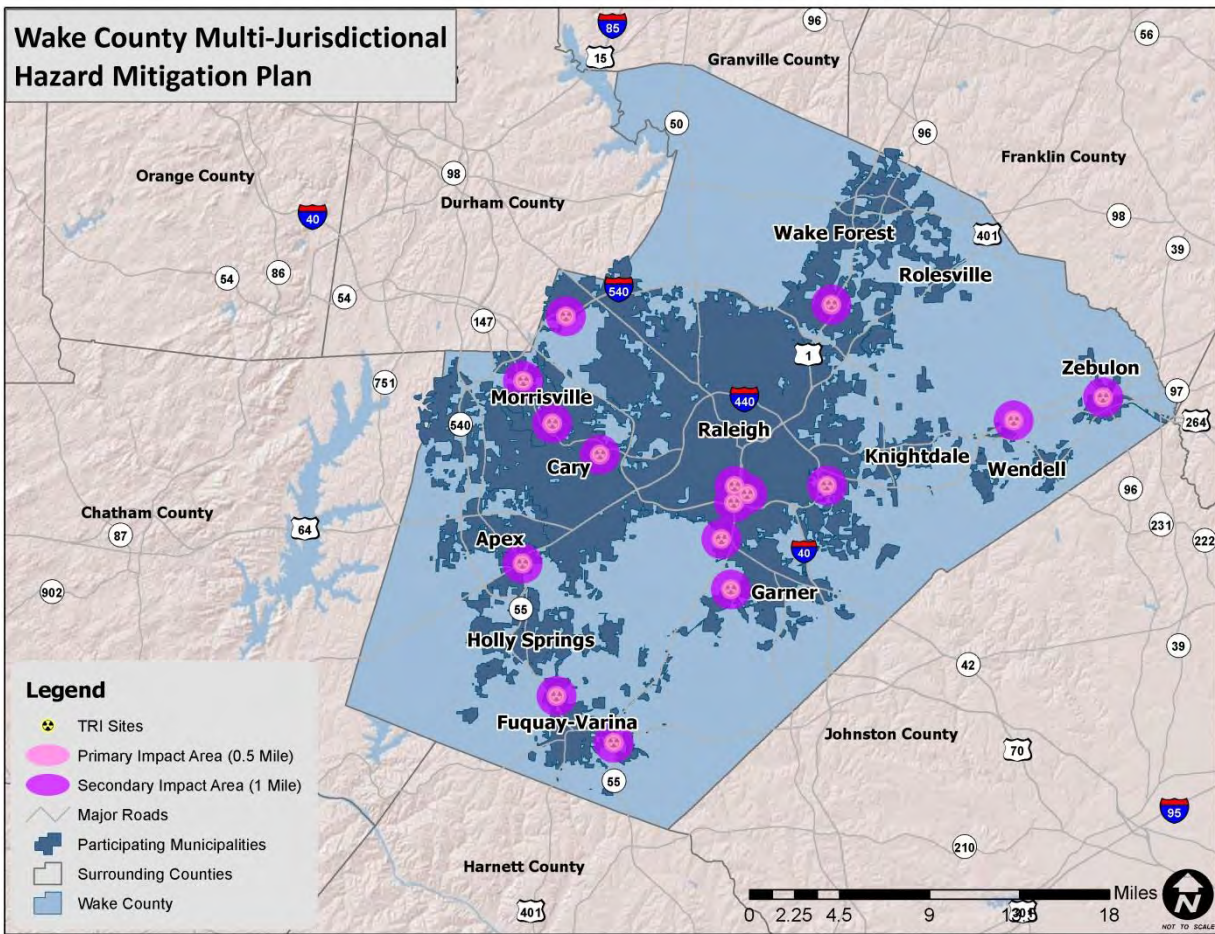 Wake County Multi-Jurisdictional
Hazard Mitigation Plan
85
15
96
56
Granville County
50
96
Franklin County
Orange County
98
Durham County
40
Wake Forest
401
98
39
Rolesville
54
86
54
540
147
1
Zebulon
751
Morrisville
440
97
540
Raleigh
264
Cary
Knightdale
Wendell
96
Chatham County
87
64
231
222
Apex
40
902
Garner
55
Holly Springs
42
39
Legend
TRI Sites
Primary Impact Area (0.5 Mile)
Secondary Impact Area (1 Mile)
Major Roads
Participating Municipalities
Surrounding Counties
Wake County
Fuquay-Varina
Johnston County
70
55
95
210
Harnett County
401
Miles
0 2.25 4.5 9 13.5 18
301
N
NOT TO SCALE